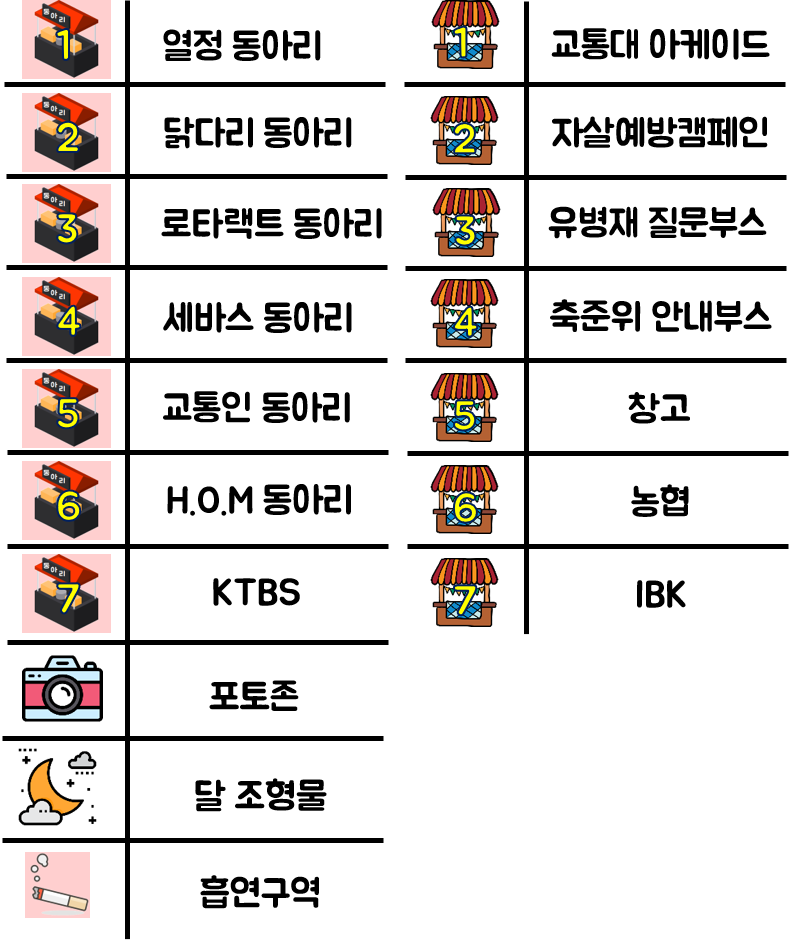 동아리 1 열정 동아리
동아리 2 닭다리 동아리
동아리 3 로타랙트 동아리
동아리 4 세바스 동아리
동아리 5 교통인 동아리
동아리 6 H.O.M 동아리
동아리 7 KTBS
포토존
달 조형물
흡연구역
1 교통대 아케이드
2 자살예방캠페인
3 유병재 질문부스
4 축준위 안내부스
5 창고
6 농협
7 IBK